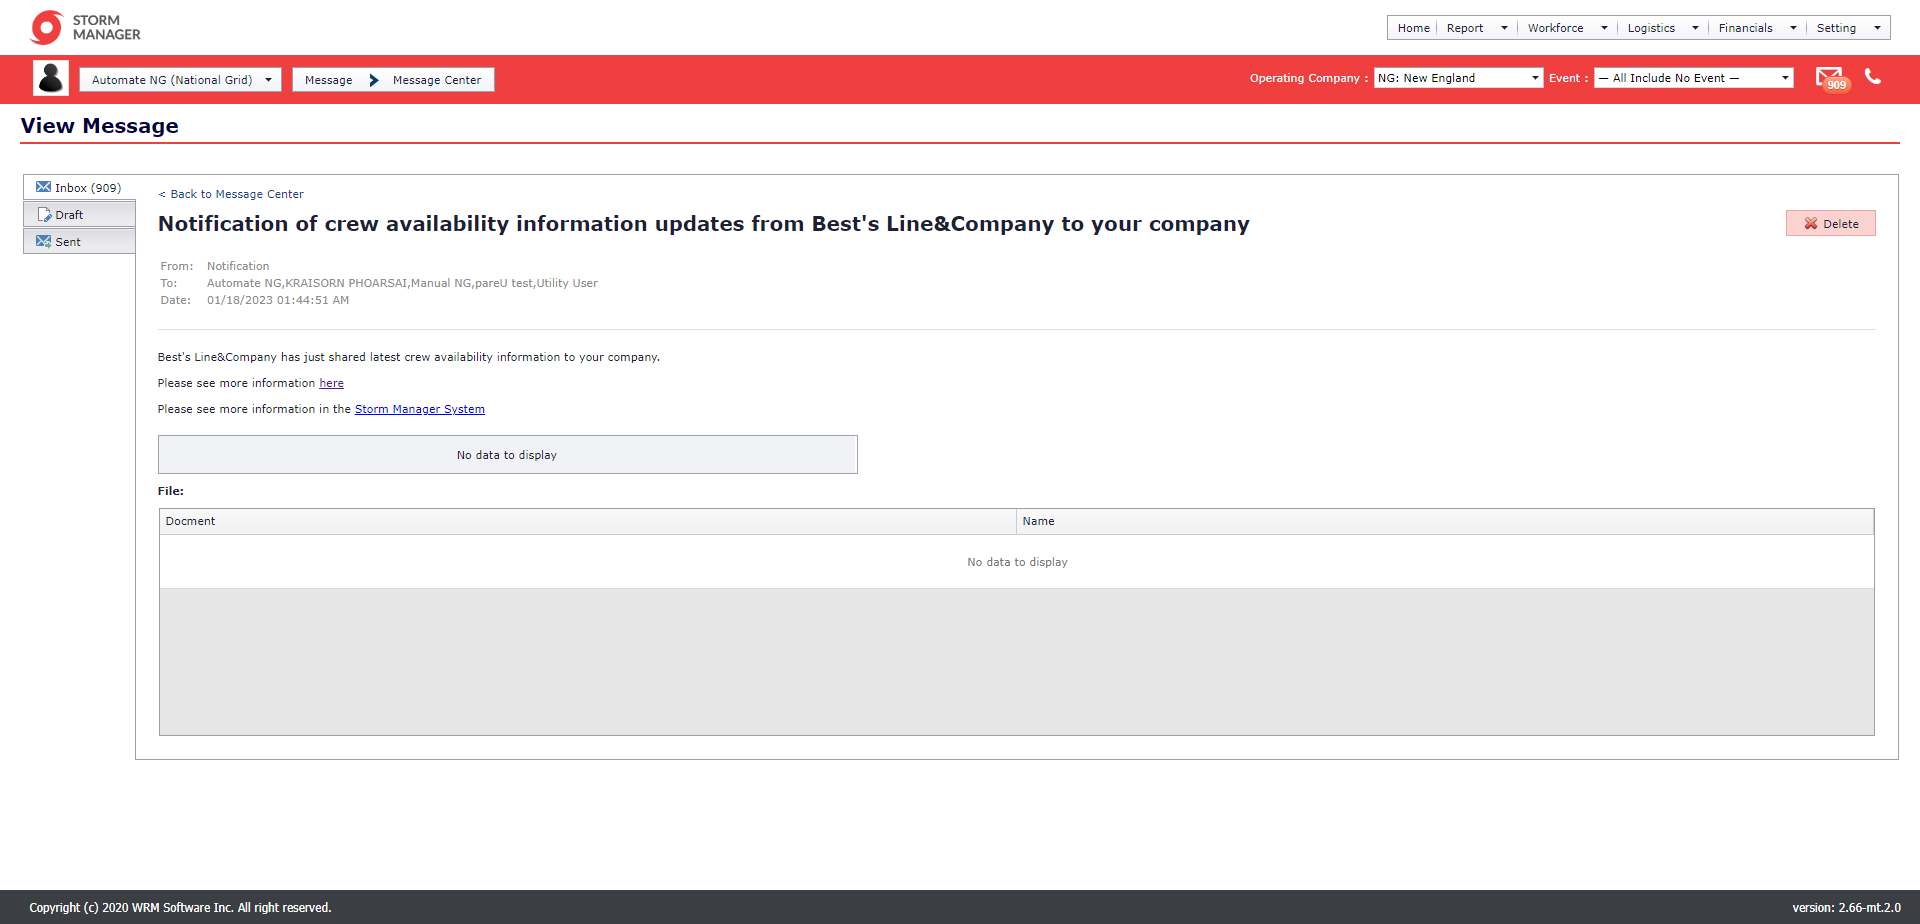 STORM
MANAGER
Home Report Workforce Logistics Financials Setting
Automate NG (National Grid) Message Message Center Operating Company : NG: New England Event : — All Include No Event — 909
View Message
Inbox (909)
Draft
Sent
< Back to Message Center
Notification of crew availability information updates from Best's Line&Company to your company
Delete
From: Notification
To: Automate NG,KRAISORN PHOARSAI,Manual NG,pareU test,Utility User
Date: 01/18/2023 01:44:51 AM
Best's Line&Company has just shared latest crew availability information to your company.
Please see more information here
Please see more information in the Storm Manager System
No data to display
File:
Docment Name
No data to display
Copyright (c) 2020 WRM Software Inc. All right reserved. version: 2.66-mt.2.0